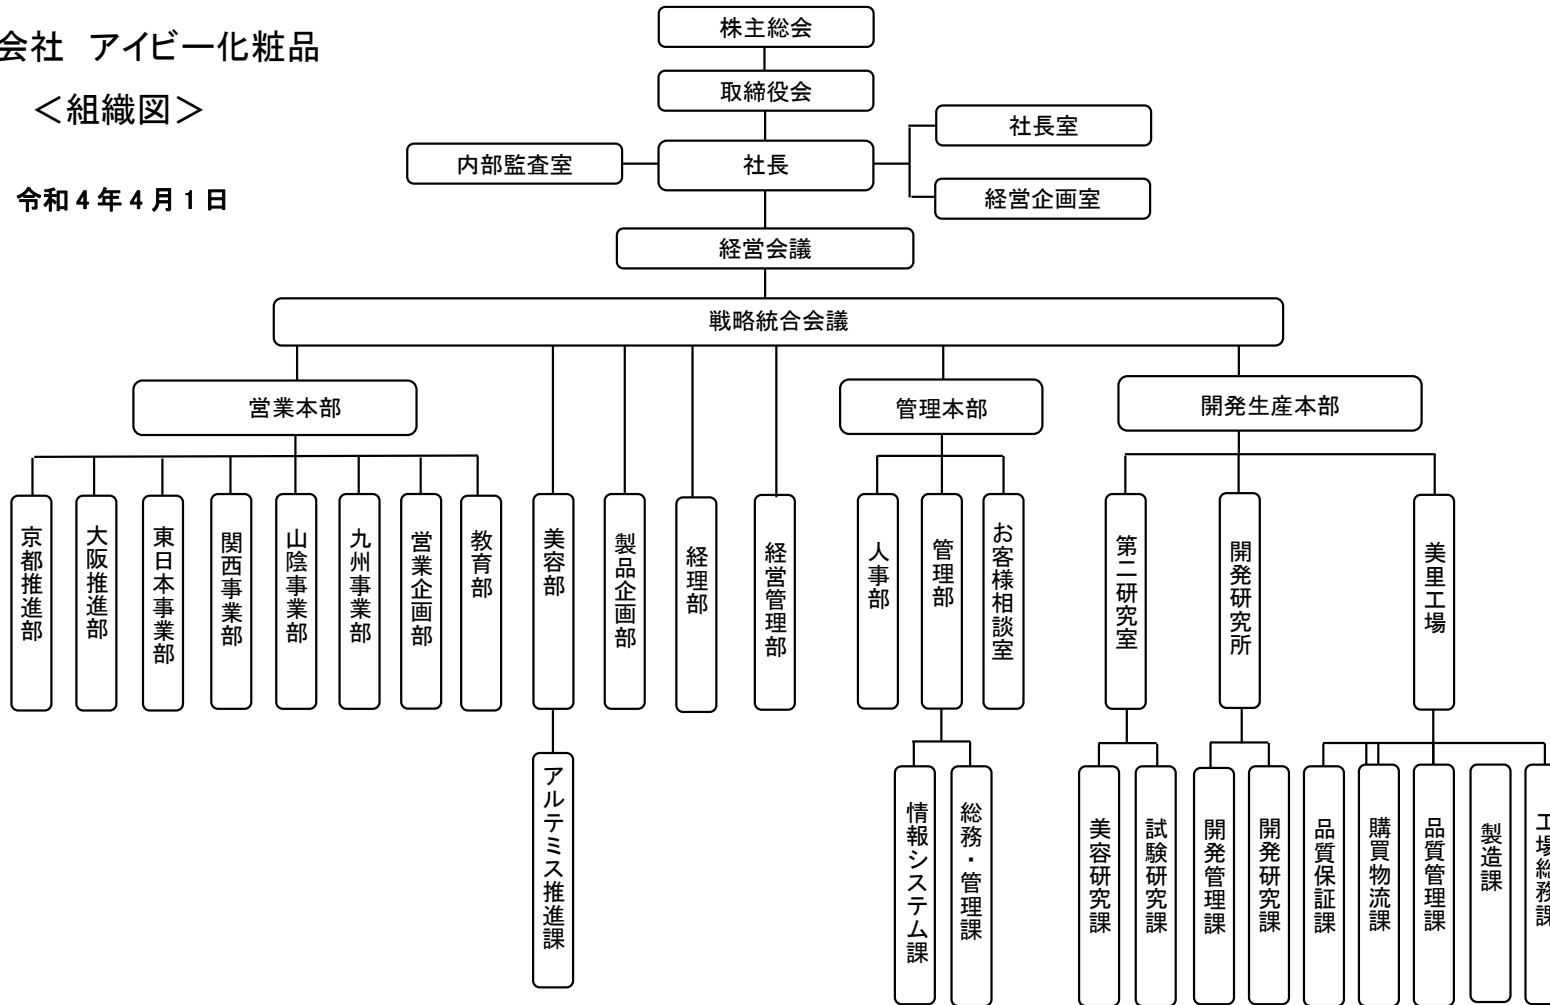 会社 アイビー化粧品
＜組織図＞
令和４年４月１日
株主総会
取締役会
社長
内部監査室
社長室
経営企画室
経営会議
戦略統合会議
営業本部
管理本部
開発生産本部
京都推進部
大阪推進部
東日本事業部
関西事業部
山陰事業部
九州事業部
営業企画部
教育部
美容部
製品企画部
経理部
経営管理部
人事部
管理部
お客様相談室
第二研究室
開発研究所
美里工場
アルテミス推進課
情報システム課
総務・管理課
美容研究課
試験研究課
開発管理課
開発研究課
品質保証課
購買物流課
品質管理課
製造課
工場総務課